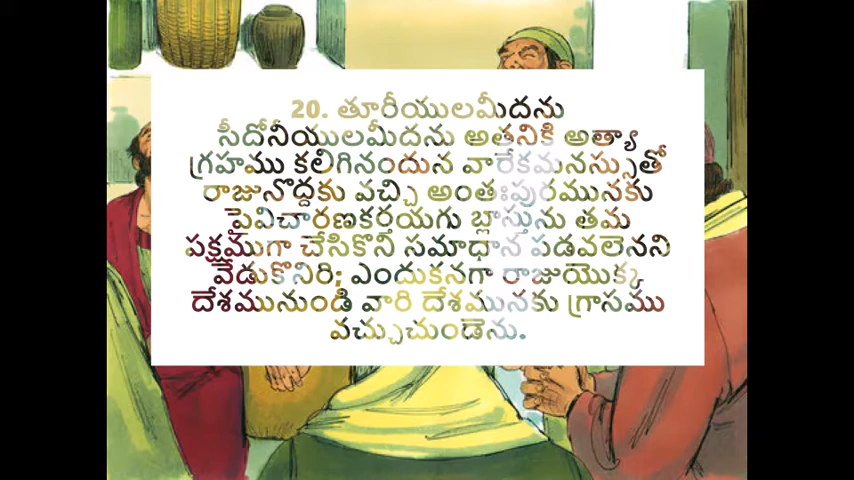 20. తూరీయులమీదను
సీదోనీయులమీదను అతనికి అత్యా
గ్రహము కలిగినందున వారేకమనస్సుతో
రాజునొద్దకు వచ్చి అంతఃపురమునకు
పైవిచారణకర్తయగు బ్లాస్తును తమ
పక్షముగా చేసికొని సమాధాన పడవలెనని
వేడుకొనిరి; ఎందుకనగా రాజుయొక్క
దేశమునుండి వారి దేశమునకు గ్రాసము
వచ్చుచుండెను.